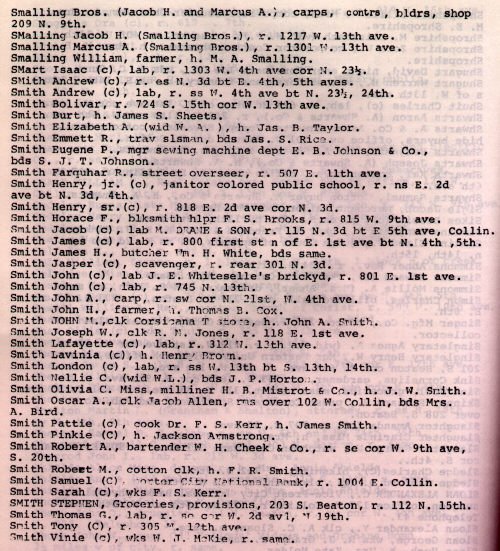 Smalling Bros. (Jacob H. and Marcus A.), carps, contrs, bldrs, shop
209 N. 9th.
SMalling Jacob H. (Smalling Bros.), r. 1217 W. 13th ave.
Smalling Marcus A. (Smalling Bros.), r. 1301 W. 13th ave.
Smalling William, farmer, h. M. A. Smalling.
SMart Isaac (c), lab, r. 1303 W. 4th ave cor N. 23½.
SMith Andrew (c), r. es N. 3d bt E. 4th, 5th aves.
Smith Andrew (c), lab, r. ss W. 4th ave bt N. 23½, 24th.
Smith Bolivar, r. 724 S. 15th cor W. 13th ave.
Smith Burt, h. James S. Sheets.
Smith Elizabeth A. (wid W. A. ), h. Jas. B. Taylor.
Smith Emmett R., trav slsman, bds Jas. S. Rice.
Smith Eugene P., mgr sewing machine dept E. B. Johnson & Co.,
bds S. J. T. Johnson.
Smith Farquhar R., street overseer, r. 507 E. 11th ave.
Smith Henry, jr. (c), janitor colored public school, r. ns E. 2d
ave bt N. 3d, 4th.
Smith Henry, sr.(c), r. 818 E. 2d ave cor N. 3d.
Smith Horace F., blksmith hlpr F. S. Brooks, r. 815 W. 9th ave.
Smith Jacob (c), lab M. DRANE & SON, r. 115 N. 3d bt E 5th ave, Collin.
Smith James (c), lab, r. 800 first st n of E. 1st ave bt N. 4th ,5th.
Smith James H., butcher Wm. H. White, bds same.
Smith Jasper (c), scavenger, r. rear 301 N. 3d.
Smith John (c), lab J. E. Whiteselle's brickyd, r. 801 E. 1st ave.
Smith John (c), lab, r. 745 N. 13th.
Smith John A., carp, r. sw cor N. 21st, W. 4th ave.
Smith John H., farmer, h. Thomas B. Cox.
Smith JOHN M.,clk Corsicana T store, h. John A. Smith.
Smith Joseph W., clk R. N. Jones, r. 118 E. 1st ave.
Smith Lafayette (c), lab, r. 312 W. 13th ave.
Smith Lavinia (c), h. Henry Brown.
Smith London (c), lab, r. ss W. 13th bt S. 13th, 14th.
Smith Nellie C. (wid W.L.), bds J. P. Horto
Smith Olivia C. Miss, milliner H. B. Mistrot & Co., h. J. W. Smith.
Smith Oscar A., clk Jacob Allen, rms over 102 W. Collin, bds Mrs.
A. Bird.
Smith Pattie (c), cook Dr. F. S. Kerr, h. James Smith.
Smith Pinkie (C), h. Jackson Armstrong.
Smith Robert A., bartender W. H. Cheek & Co., r. se cor W. 9th ave,
S. 20th.
Smith Robert M., cotton clk, h. F. R. Smith.
Smith Samuel (C), porter City National Bank, r. 1004 E. Collin.
Smith Sarah (c), wks F. S. Kerr.
SMITH STEPHEN, Groceries, provisions, 203 S. Beaton, r. 112 N. 15th.
Smith Thomas G., lab, r. cor W. 2d N 19th.
Smith Tony (C), r. 305 W. 12th ave.
Smith Vinie (c), wks W. J. McKie, r. same.